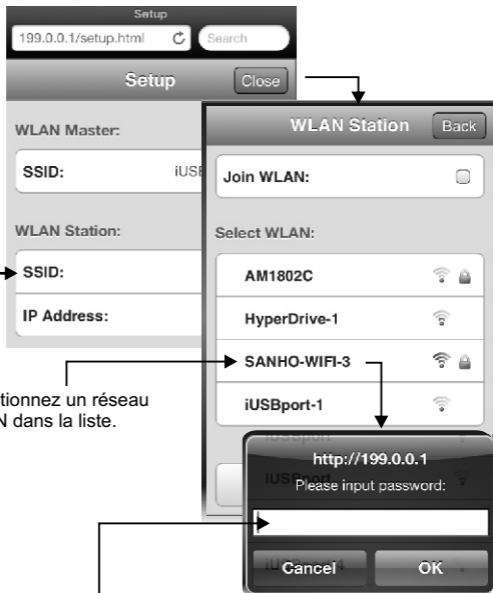 Setup
199.0.0.1/setup.html
Search
Setup
Close
WLAN Master:
SSID:
WLAN Station:
SSID:
IP Address:
WLAN Station
Back
Join WLAN:
Select WLAN:
AM1802C
HyperDrive-1
SANHO-WIFI-3
iUSBport-1
dans la liste.
un réseau
http://199.0.0.1
Please input password:
Cancel
OK